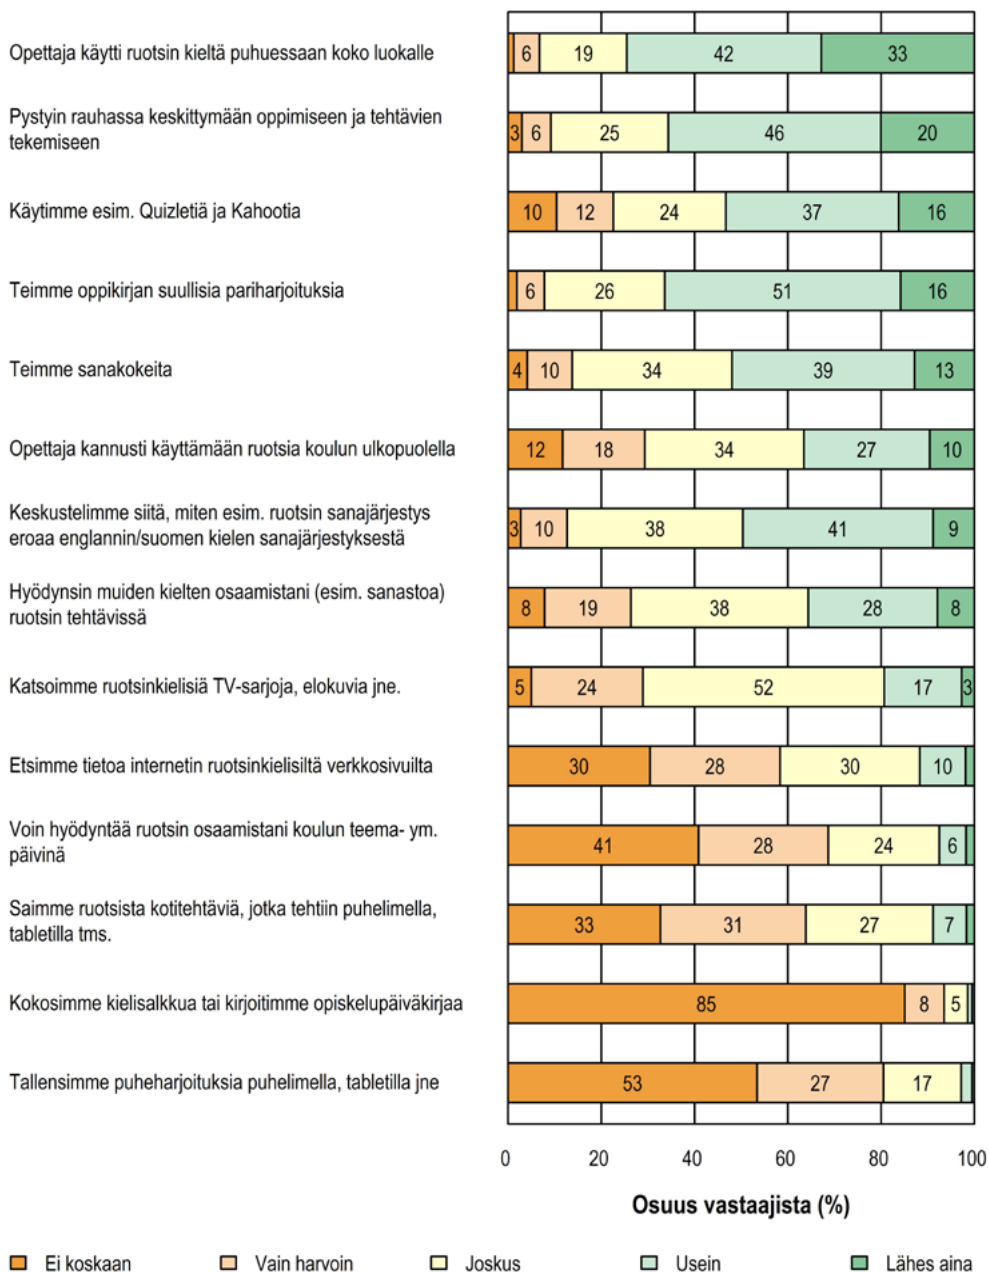 Opettaja käytti ruotsin kieltä puhuessaan koko luokalle
6 19 42 33
Pystyin rauhassa keskittymään oppimiseen ja tehtävien
tekemiseen
3 6 25 46 20
Käytimme esim. Quizletiä ja Kahootia
10 12 24 37 16
Teimme oppikirjan suullisia pariharjoituksia
6 26 51 16
Teimme sanakokeita
4 10 34 39 13
Opettaja kannusti käyttämään ruotsia koulun ulkopuolella
12 18 34 27 10
Keskustelimme siitä, miten esim. ruotsin sanajärjestys
eroaa englannin/suomen kielen sanajärjestyksestä
3 10 38 41 9
Hyödynsin muiden kielten osaamistani (esim. sanastoa)
ruotsin tehtävissä
8 19 38 28 8
Katsoimme ruotsinkielisiä TV-sarjoja, elokuvia jne.
5 24 52 17 3
Etsimme tietoa internetin ruotsinkielisiltä verkkosivuilta
30 28 30 10
Voin hyödyntää ruotsin osaamistani koulun teema- ym.
päivinä
41 28 24 6
Saimme ruotsista kotitehtäviä, jotka tehtiin puhelimella,
tabletilla tms.
33 31 27 7
Kokosimme kielisalkkua tai kirjoitimme opiskelupäiväkirjaa
85 8 5
Tallensimme puheharjoituksia puhelimella, tabletilla jne
53 27 17
0 20 40 60 80 100
Osuus vastaajista (%)
Ei koskaan Vain harvoin Joskus Usein Lähes aina